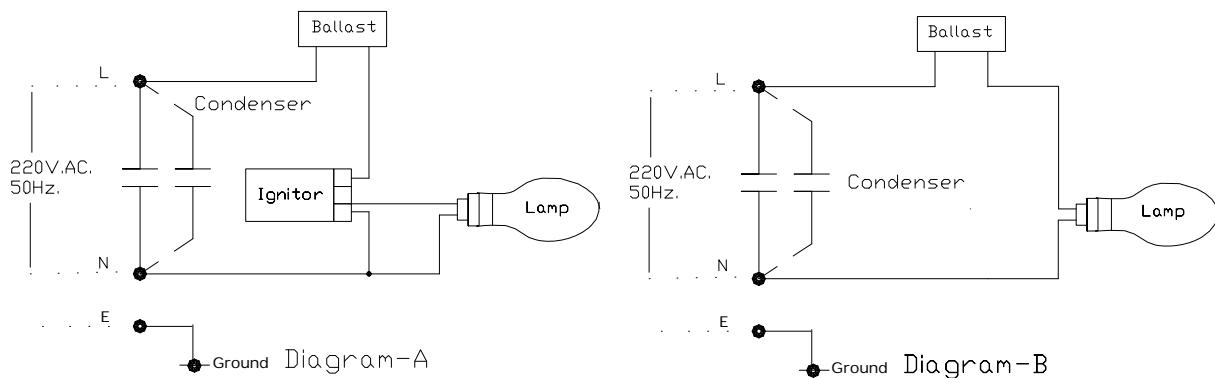 Ballast
L
Condenser
220V.AC.
50Hz.
Ignitor
Lamp
N
E
Ground
Diagram-A
Ballast
L
220V.AC.
50Hz.
Condenser
Lamp
N
E
Ground
Diagram-B